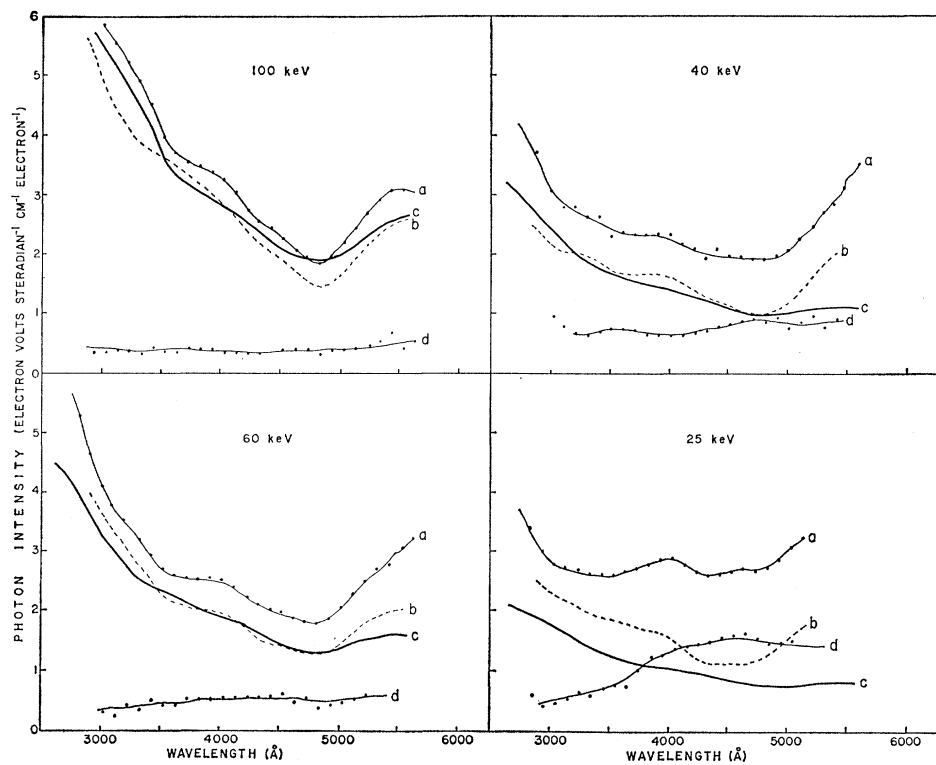 PHOTON INTENSITY (ELECTRON VOLTS STERADIAN⁻¹ CM⁻¹ ELECTRON⁻¹)
6
5
4
3
2
1
0
100 keV
a
c
b
d
40 keV
a
b
c
d
5
4
3
2
1
0
60 keV
a
b
c
d
25 keV
a
b
d
c
3000 4000 5000 6000
WAVELENGTH (Å)
3000 4000 5000 6000
WAVELENGTH (Å)